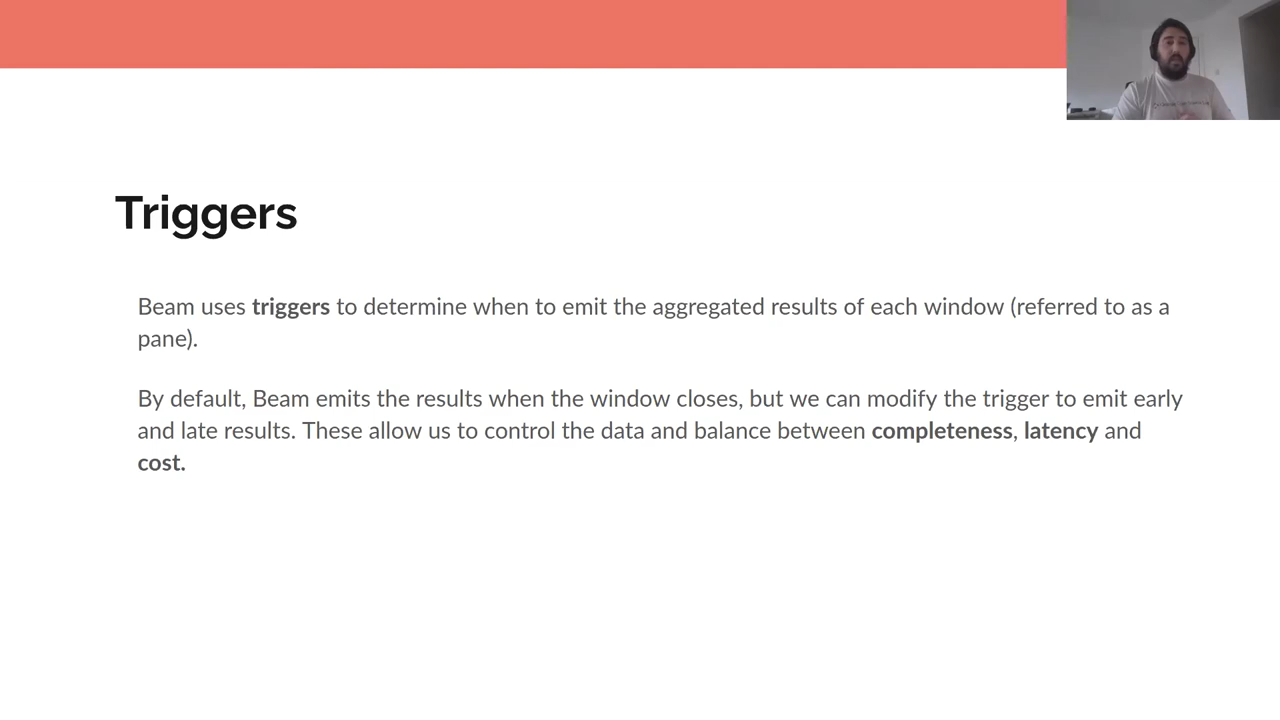 Triggers
Beam uses triggers to determine when to emit the aggregated results of each window (referred to as a
pane).
By default, Beam emits the results when the window closes, but we can modify the trigger to emit early
and late results. These allow us to control the data and balance between completeness, latency and
cost.